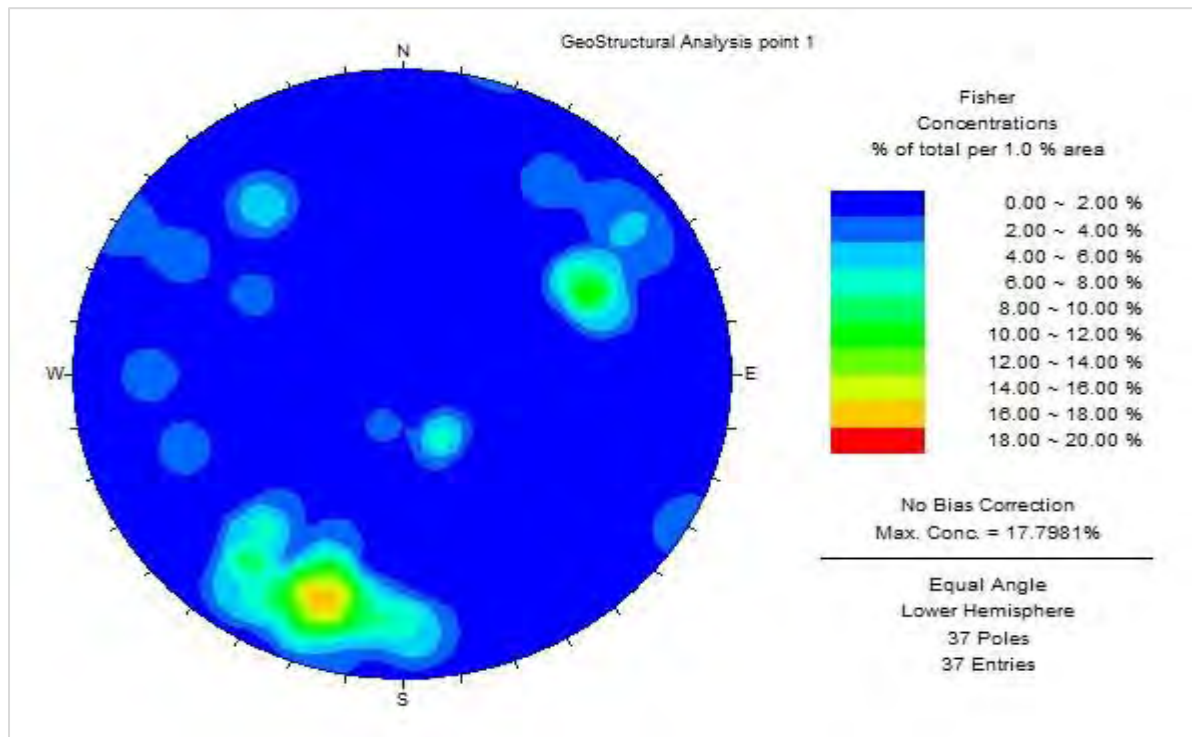 GeoStructural Analysis point 1
N
W
E
S
Fisher
Concentrations
% of total per 1.0 % area
0.00 ~ 2.00 %
2.00 ~ 4.00 %
4.00 ~ 6.00 %
6.00 ~ 8.00 %
8.00 ~ 10.00 %
10.00 ~ 12.00 %
12.00 ~ 14.00 %
14.00 ~ 16.00 %
16.00 ~ 18.00 %
18.00 ~ 20.00 %
No Bias Correction
Max. Conc. = 17.7981%
Equal Angle
Lower Hemisphere
37 Poles
37 Entries